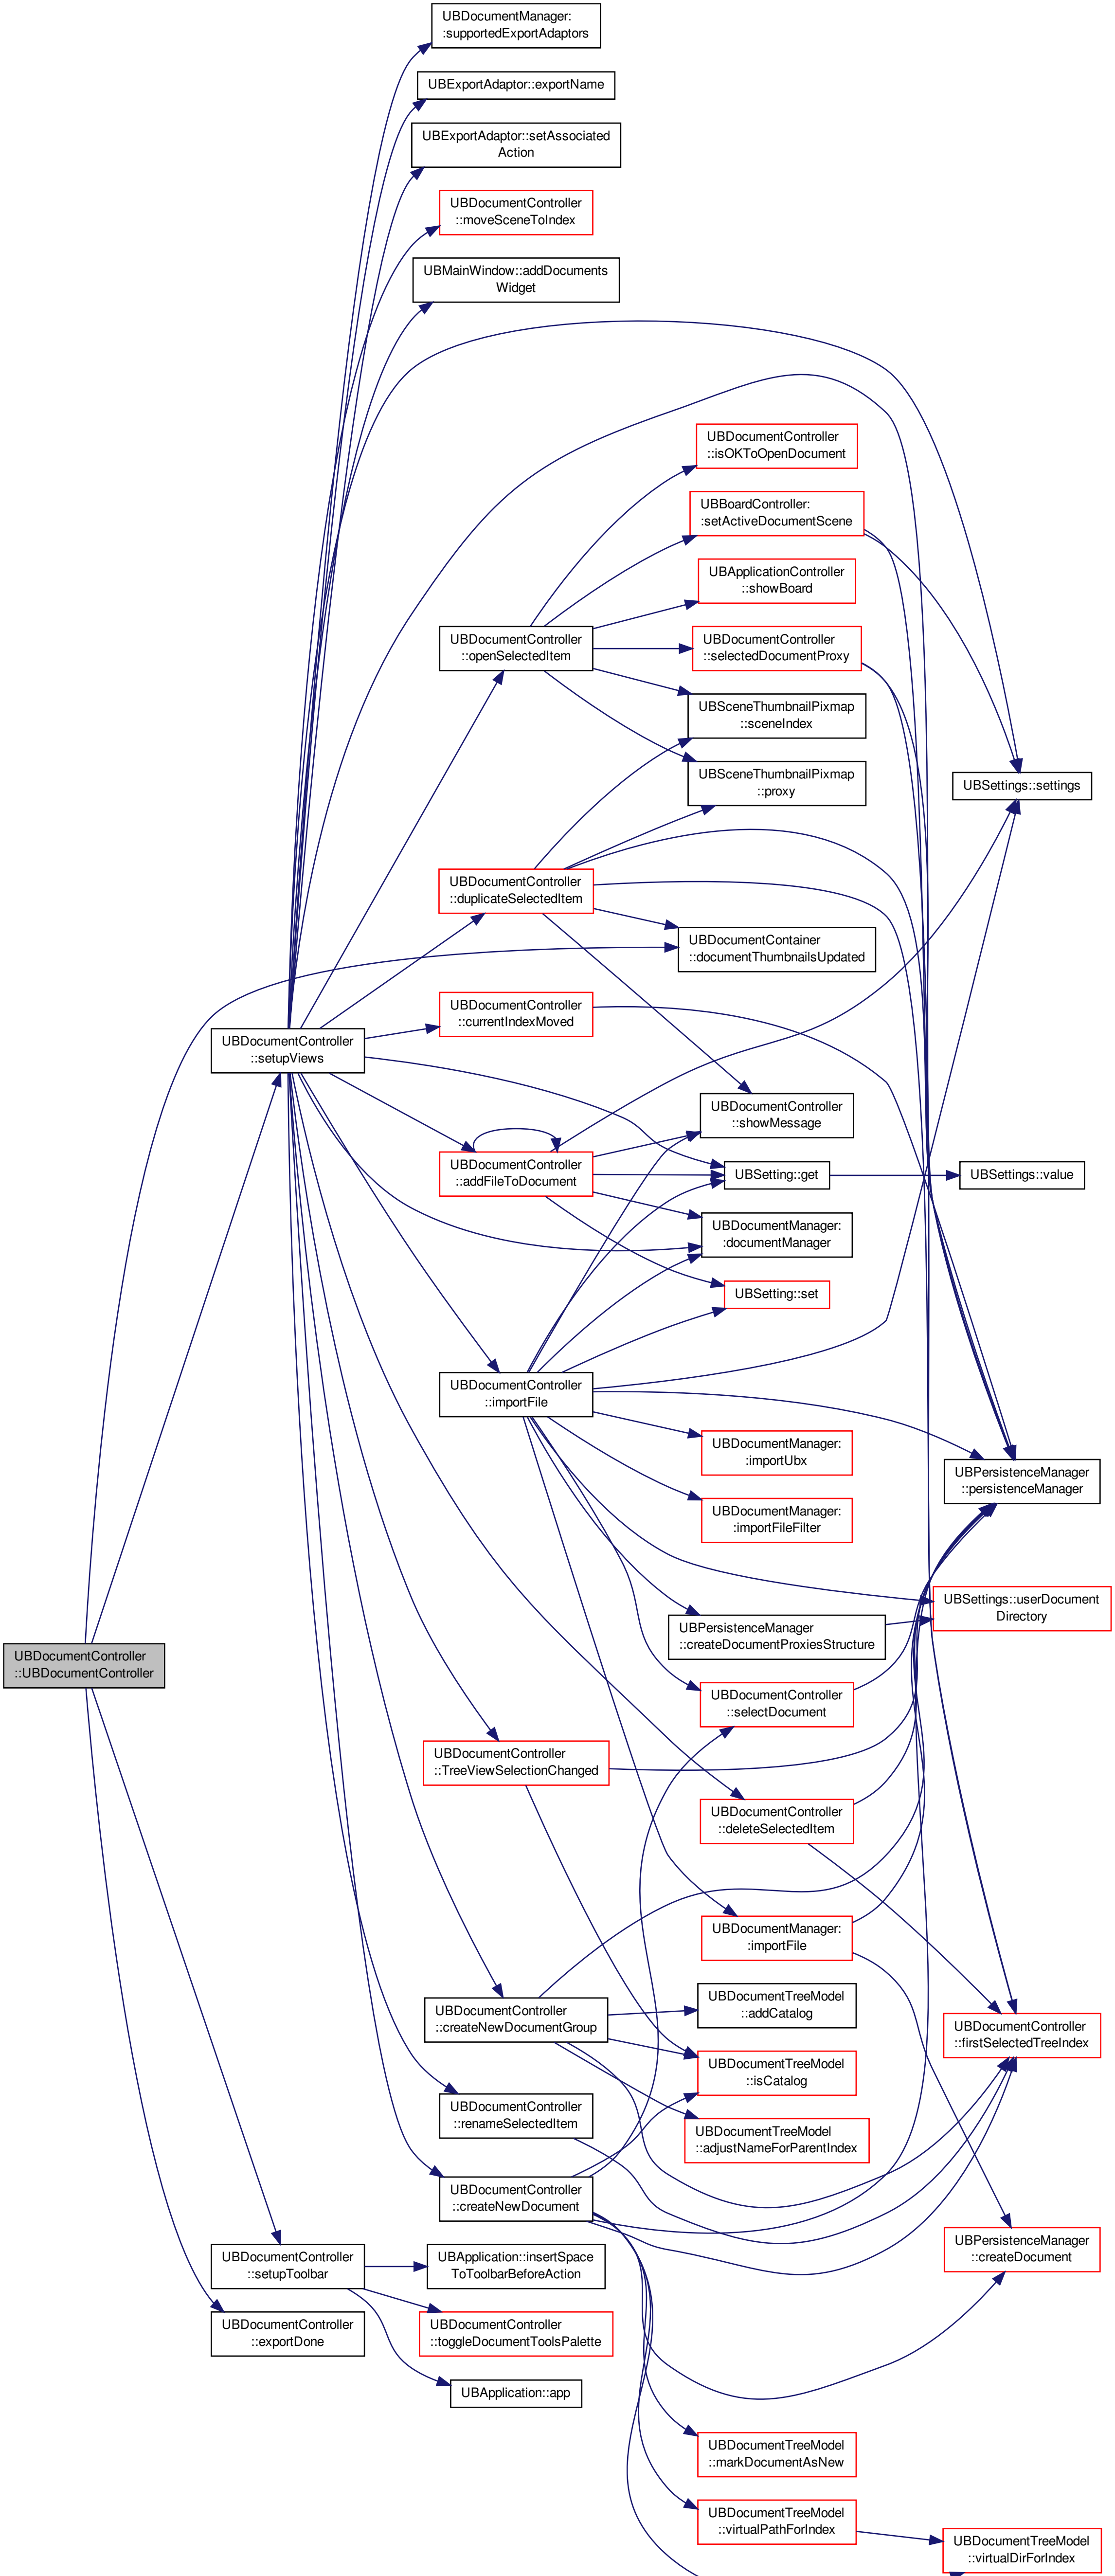 UBDocumentManager:
:supportedExportAdaptors
UBExportAdaptor::exportName
UBExportAdaptor::setAssociated
Action
UBDocumentController
::moveSceneToIndex
UBMainWindow::addDocuments
Widget
UBDocumentController
::isOKToOpenDocument
UBBoardController:
:setActiveDocumentScene
UBApplicationController
::showBoard
UBDocumentController
::openSelectedItem
UBDocumentController
::selectedDocumentProxy
UBSceneThumbnailPixmap
::sceneIndex
UBSceneThumbnailPixmap
::proxy
UBSettings::settings
UBDocumentController
::duplicateSelectedItem
UBDocumentContainer
::documentThumbnailsUpdated
UBDocumentController
::currentIndexMoved
UBDocumentController
::setupViews
UBDocumentController
::showMessage
UBDocumentController
::addFileToDocument
UBSetting::get
UBSettings::value
UBDocumentManager:
:documentManager
UBSetting::set
UBDocumentController
::importFile
UBDocumentManager:
:importUbx
UBPersistenceManager
::persistenceManager
UBDocumentManager:
:importFileFilter
UBSettings::userDocument
Directory
UBPersistenceManager
::createDocumentProxiesStructure
UBDocumentController
::UBDocumentController
UBDocumentController
::selectDocument
UBDocumentController
::TreeViewSelectionChanged
UBDocumentController
::deleteSelectedItem
UBDocumentManager:
:importFile
UBDocumentTreeModel
::addCatalog
UBDocumentController
::createNewDocumentGroup
UBDocumentController
::firstSelectedTreeIndex
UBDocumentTreeModel
::isCatalog
UBDocumentController
::renameSelectedItem
UBDocumentTreeModel
::adjustNameForParentIndex
UBDocumentController
::createNewDocument
UBDocumentController
::setupToolbar
UBApplication::insertSpace
ToToolbarBeforeAction
UBPersistenceManager
::createDocument
UBDocumentController
::exportDone
UBDocumentController
::toggleDocumentToolsPalette
UBApplication::app
UBDocumentTreeModel
::markDocumentAsNew
UBDocumentTreeModel
::virtualPathForIndex
UBDocumentTreeModel
::virtualDirForIndex